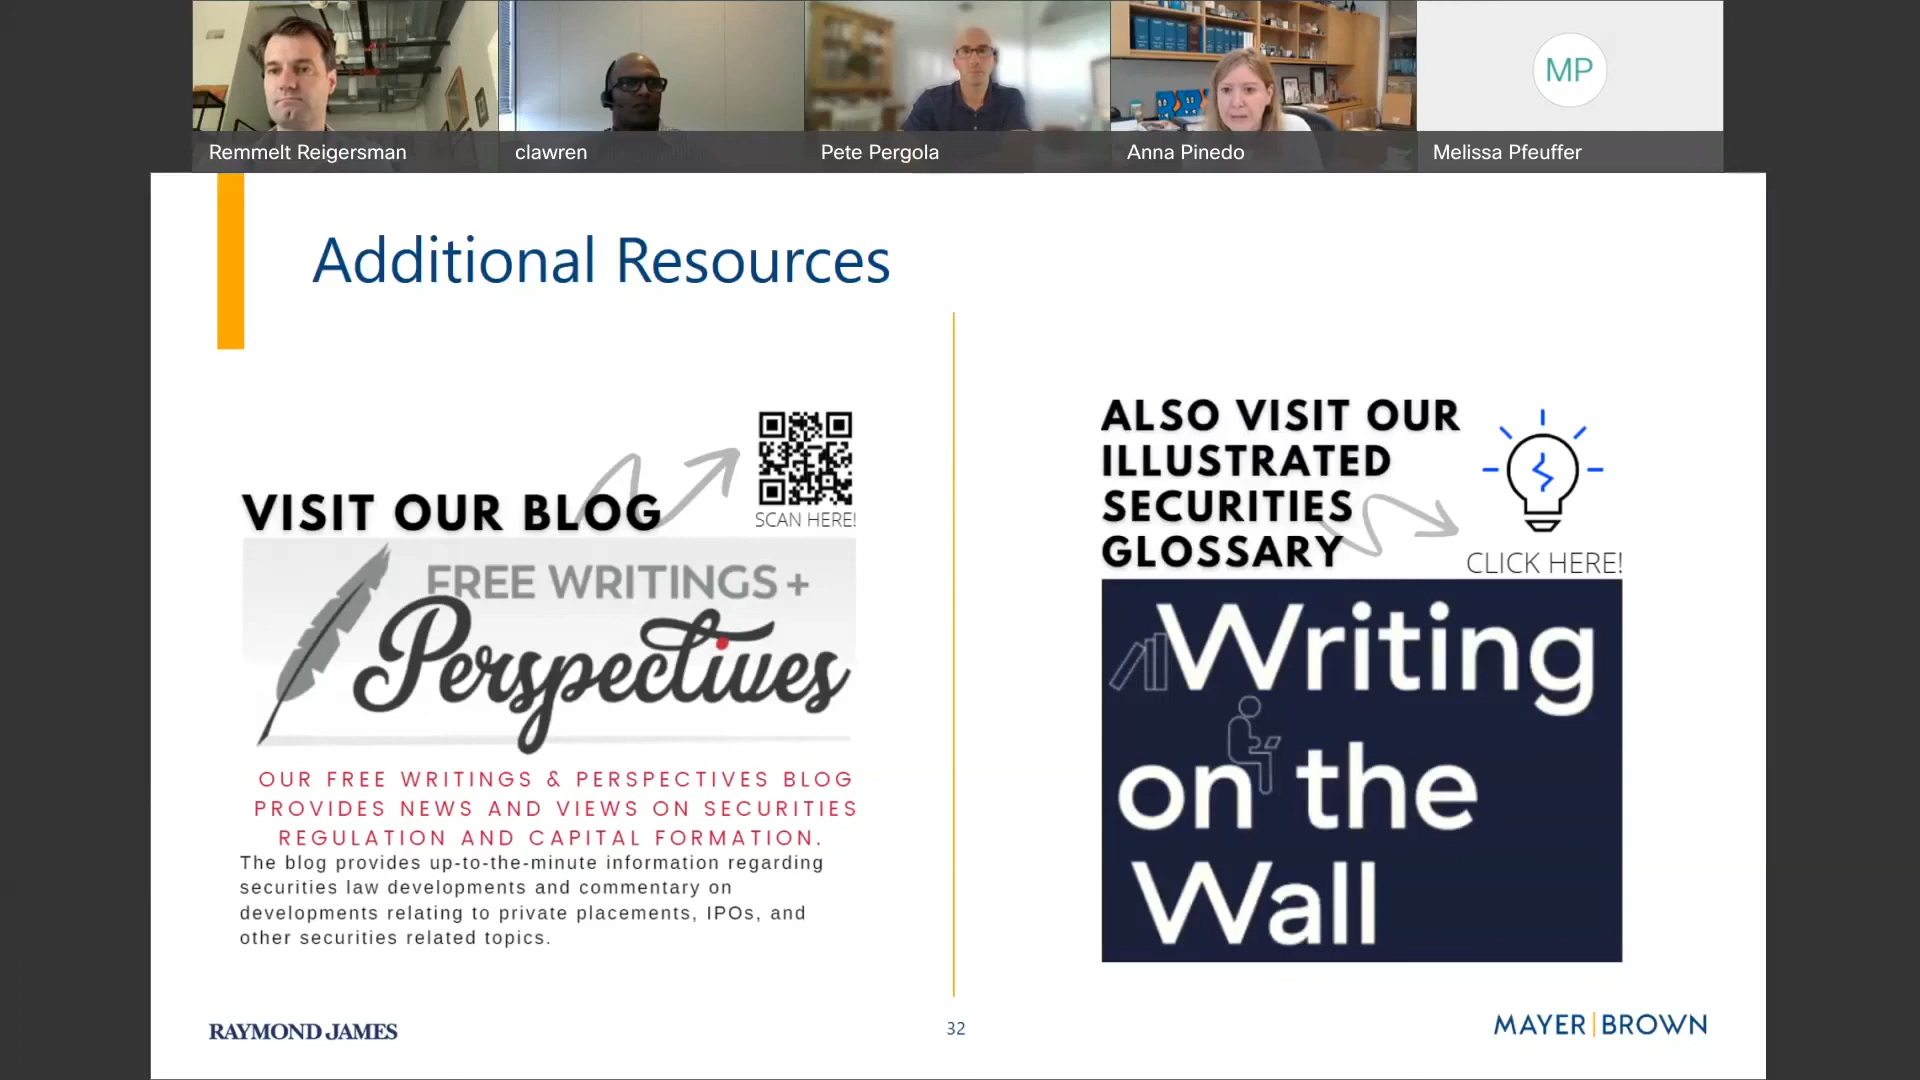 Remmelt Reigersman
clawren
Pete Pergola
Anna Pinedo
MP
Melissa Pfeuffer
Additional Resources
VISIT OUR BLOG
SCAN HERE!
FREE WRITINGS +
Perspectives
OUR FREE WRITINGS & PERSPECTIVES BLOG
PROVIDES NEWS AND VIEWS ON SECURITIES
REGULATION AND CAPITAL FORMATION.
The blog provides up-to-the-minute information regarding
securities law developments and commentary on
developments relating to private placements, IPOs, and
other securities related topics.
ALSO VISIT OUR
ILLUSTRATED
SECURITIES
GLOSSARY
CLICK HERE!
Writing
on the
Wall
RAYMOND JAMES
32
MAYER|BROWN